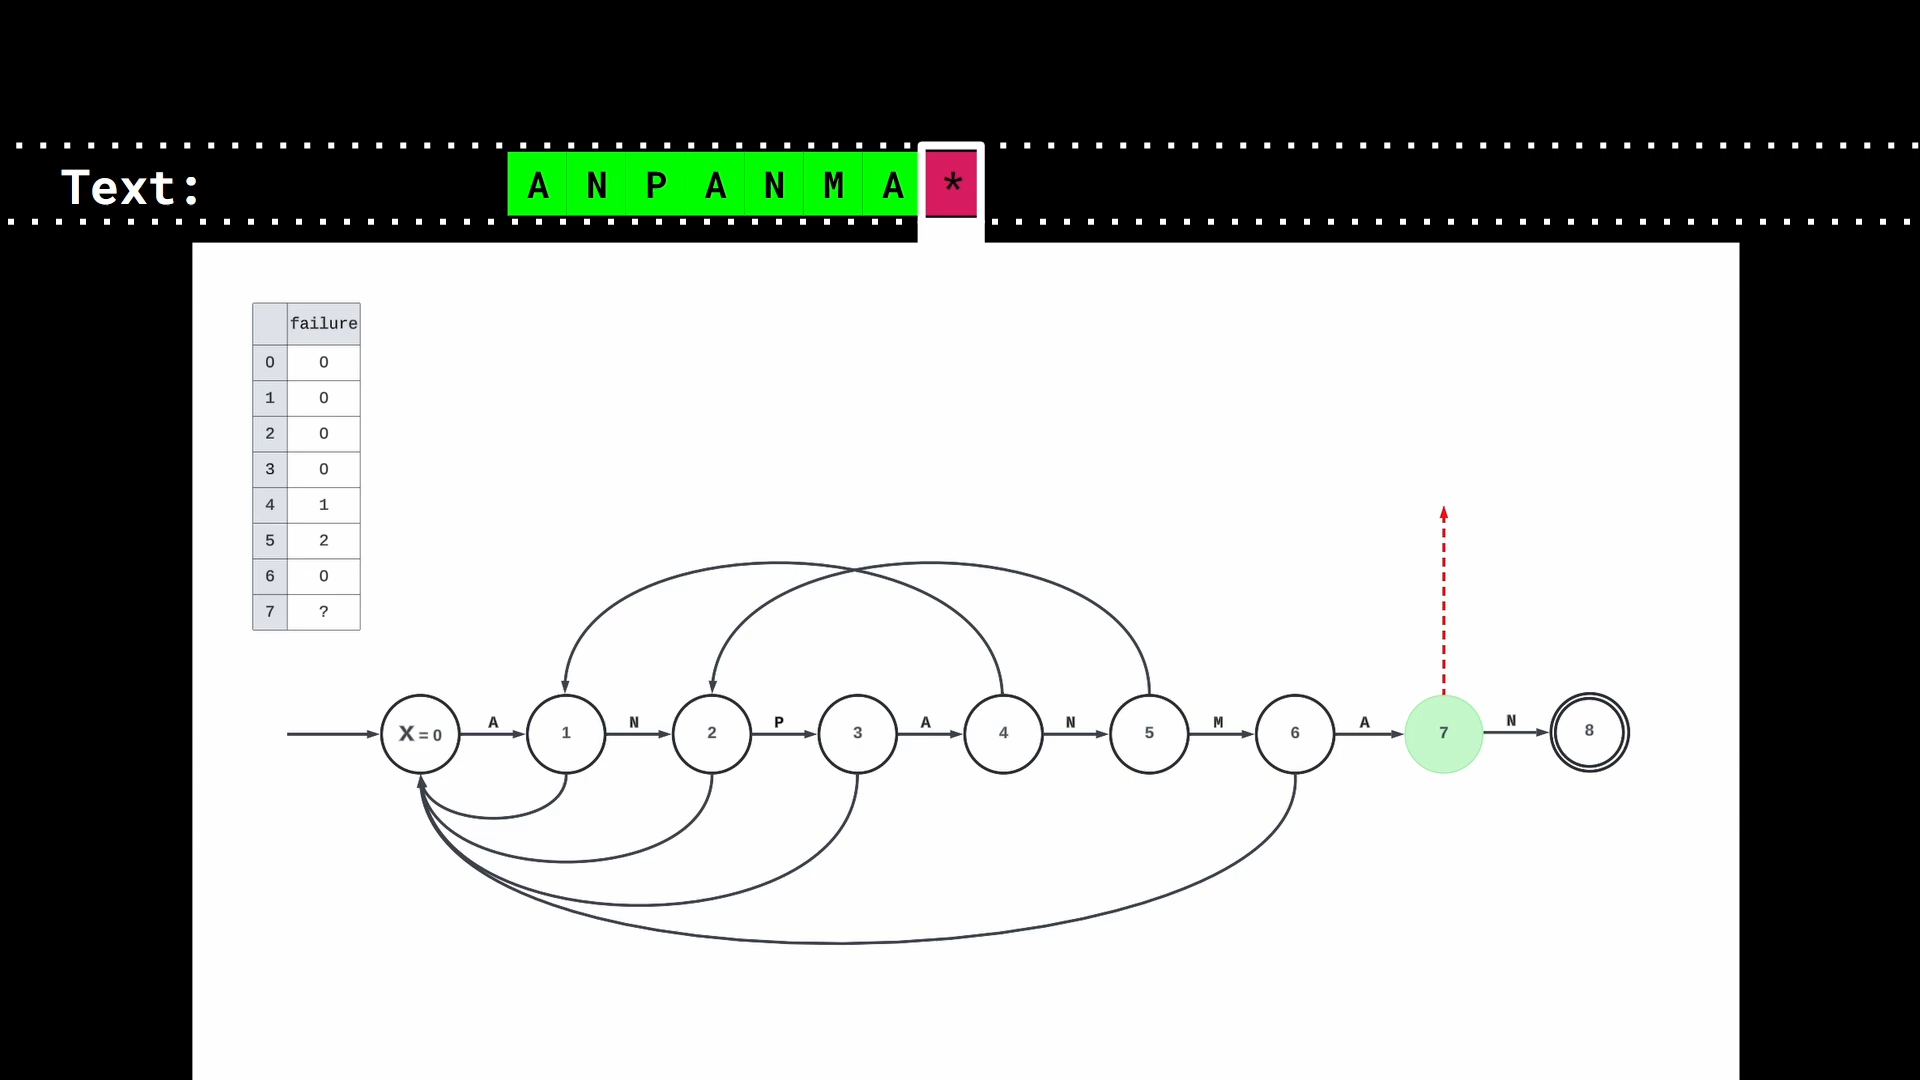 Text: A N P A N M A *
failure
0 0
1 0
2 0
3 0
4 1
5 2
6 0
7 ?
X = 0 A 1 N 2 P 3 A 4 N 5 M 6 A 7 N 8